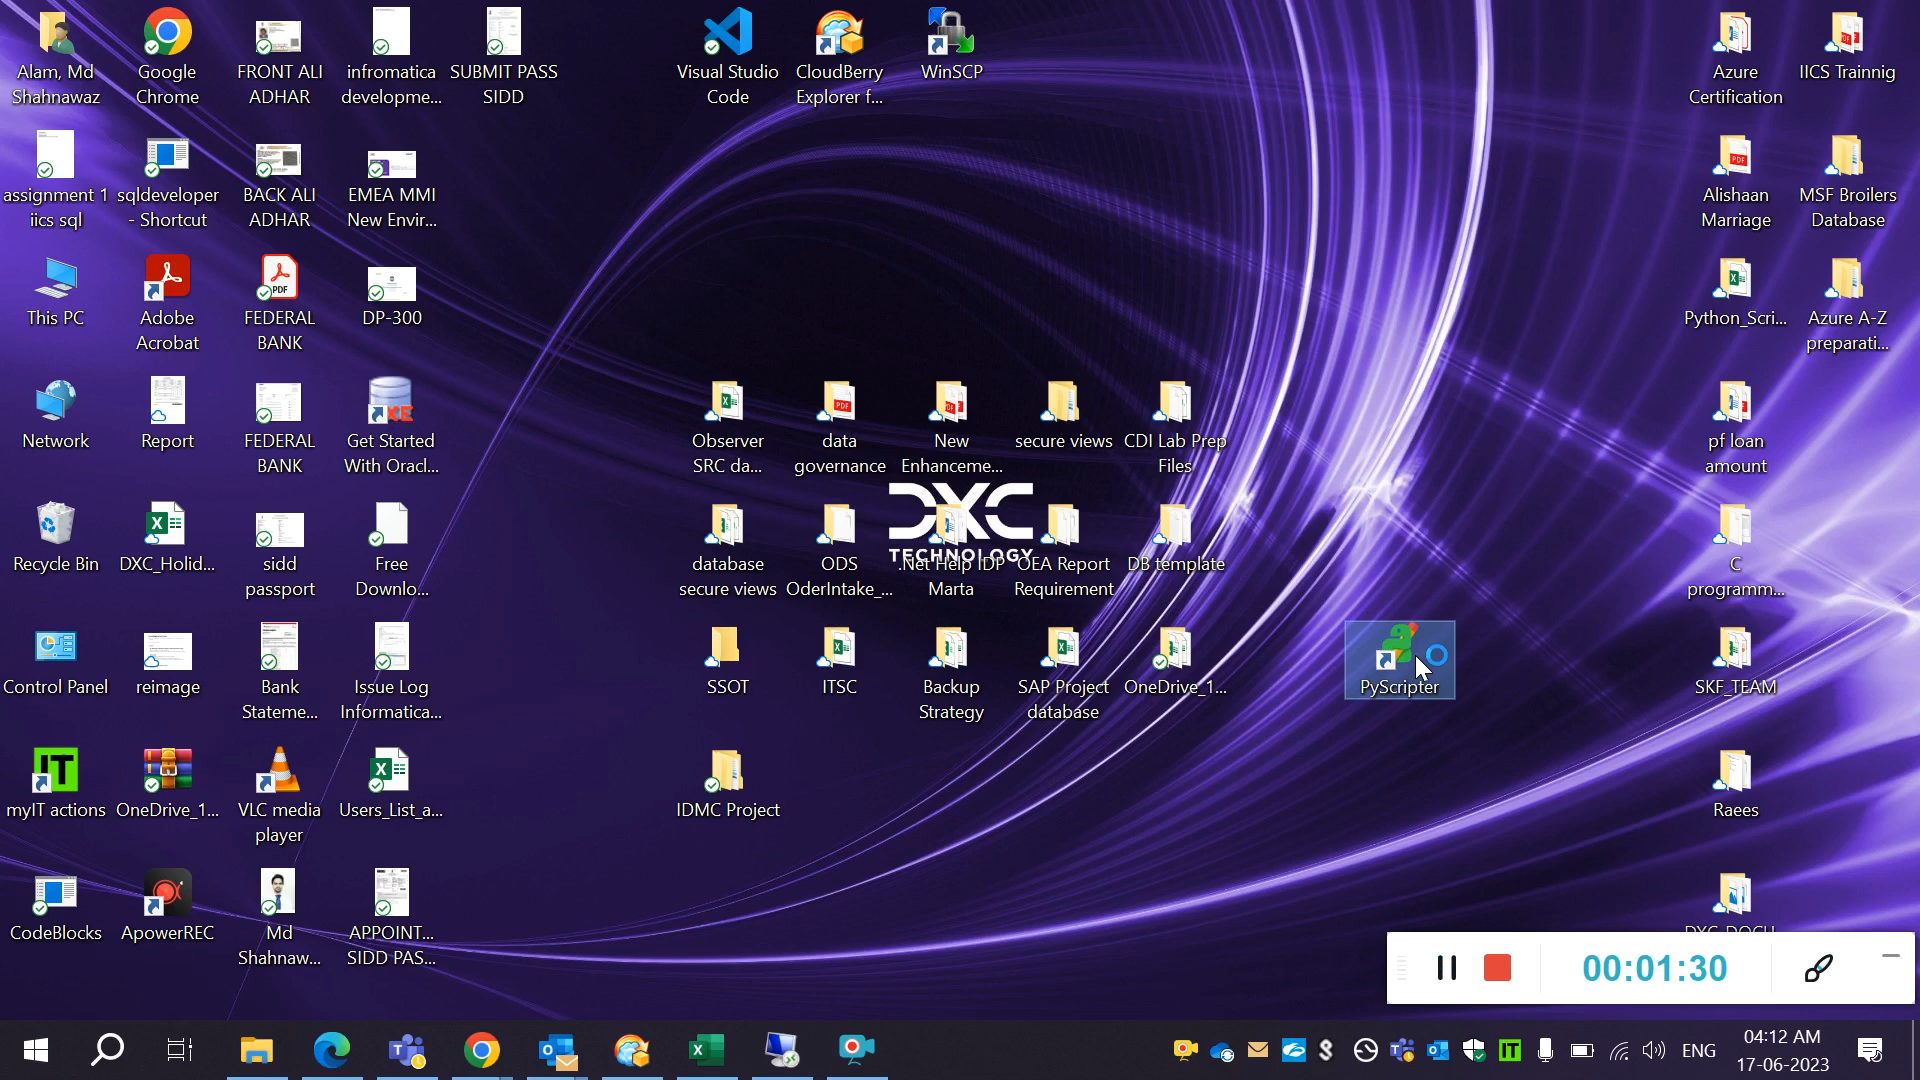 Alam, Md
Shahnawaz
Google
Chrome
FRONT ALI
ADHAR
infromatica
developme...
SUBMIT PASS
SIDD
Visual Studio
Code
CloudBerry
Explorer f...
WinSCP
Azure
Certification
IICS Trainnig
assignment 1
iics sql
sqldeveloper
- Shortcut
BACK ALI
ADHAR
EMEA MMI
New Envir...
Alishaan
Marriage
MSF Broilers
Database
This PC
Adobe
Acrobat
FEDERAL
BANK
DP-300
Python_Scri...
Azure A-Z
preparati...
Network
Report
FEDERAL
BANK
Get Started
With Oracl...
Observer
SRC da...
data
governance
New
Enhanceme...
secure views
CDI Lab Prep
Files
pf loan
amount
DXC
TECHNOLOGY
Recycle Bin
DXC_Holid...
sidd
passport
Free
Downlo...
database
secure views
ODS
OderIntake_...
.Net Help IDP
Marta
OEA Report
Requirement
DB template
C
programm...
Control Panel
reimage
Bank
Stateme...
Issue Log
Informatica...
SSOT
ITSC
Backup
Strategy
SAP Project
database
OneDrive_1...
PyScripter
SKF_TEAM
myIT actions
OneDrive_1...
VLC media
player
Users_List_a...
IDMC Project
Raees
CodeBlocks
ApowerREC
Md
Shahnaw...
APPOINT...
SIDD PAS...
00:01:30
ENG
04:12 AM
17-06-2023